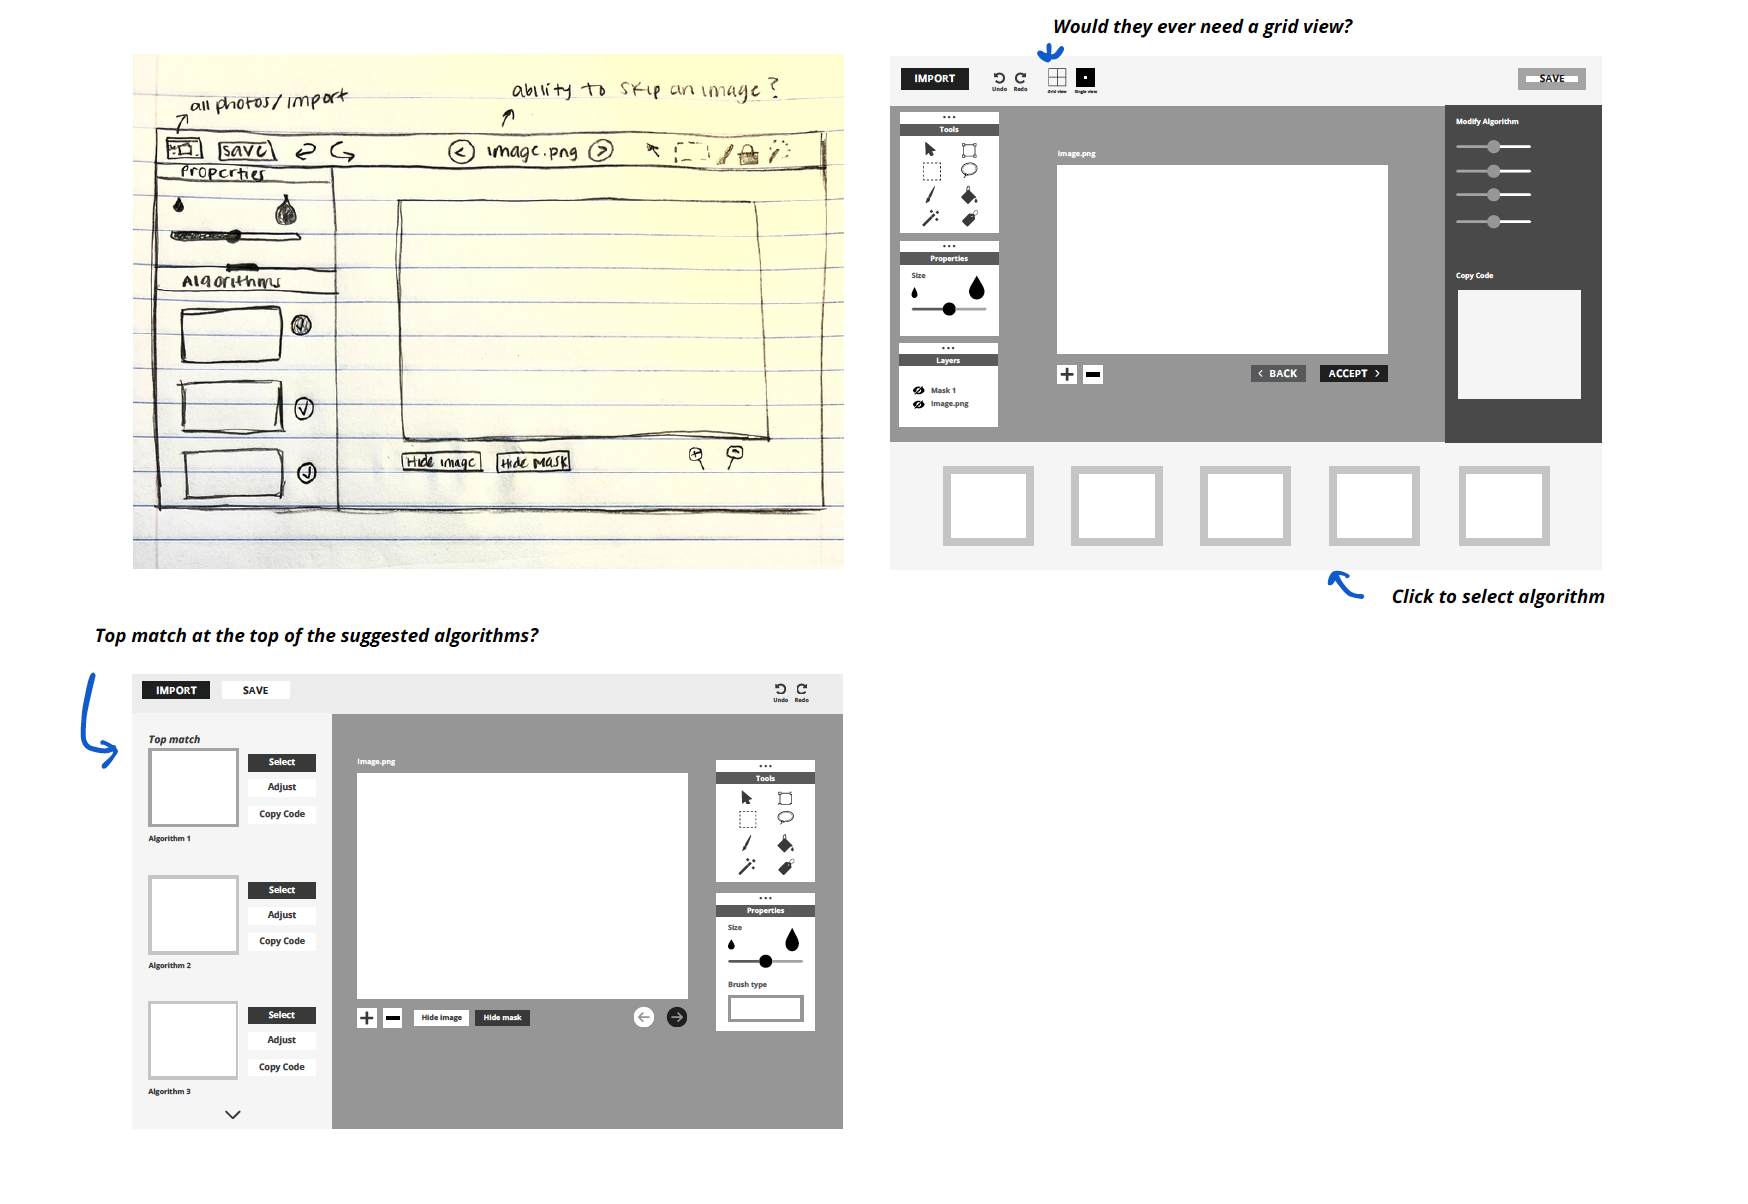 all photos/import
ability to skip an image?
save
image.png
Properties
Algorithms
Hide image
Hide Mask
Would they ever need a grid view?
IMPORT
Undo
Redo
Grid view
Single view
SAVE
Tools
Properties
Size
Layers
Mask 1
Image.png
Image.png
BACK
ACCEPT
Modify Algorithm
Copy Code
Click to select algorithm
Top match at the top of the suggested algorithms?
IMPORT
SAVE
Undo
Redo
Top match
Select
Adjust
Copy Code
Algorithm 1
Select
Adjust
Copy Code
Algorithm 2
Select
Adjust
Copy Code
Algorithm 3
Image.png
Hide image
Hide mask
Tools
Properties
Size
Brush type